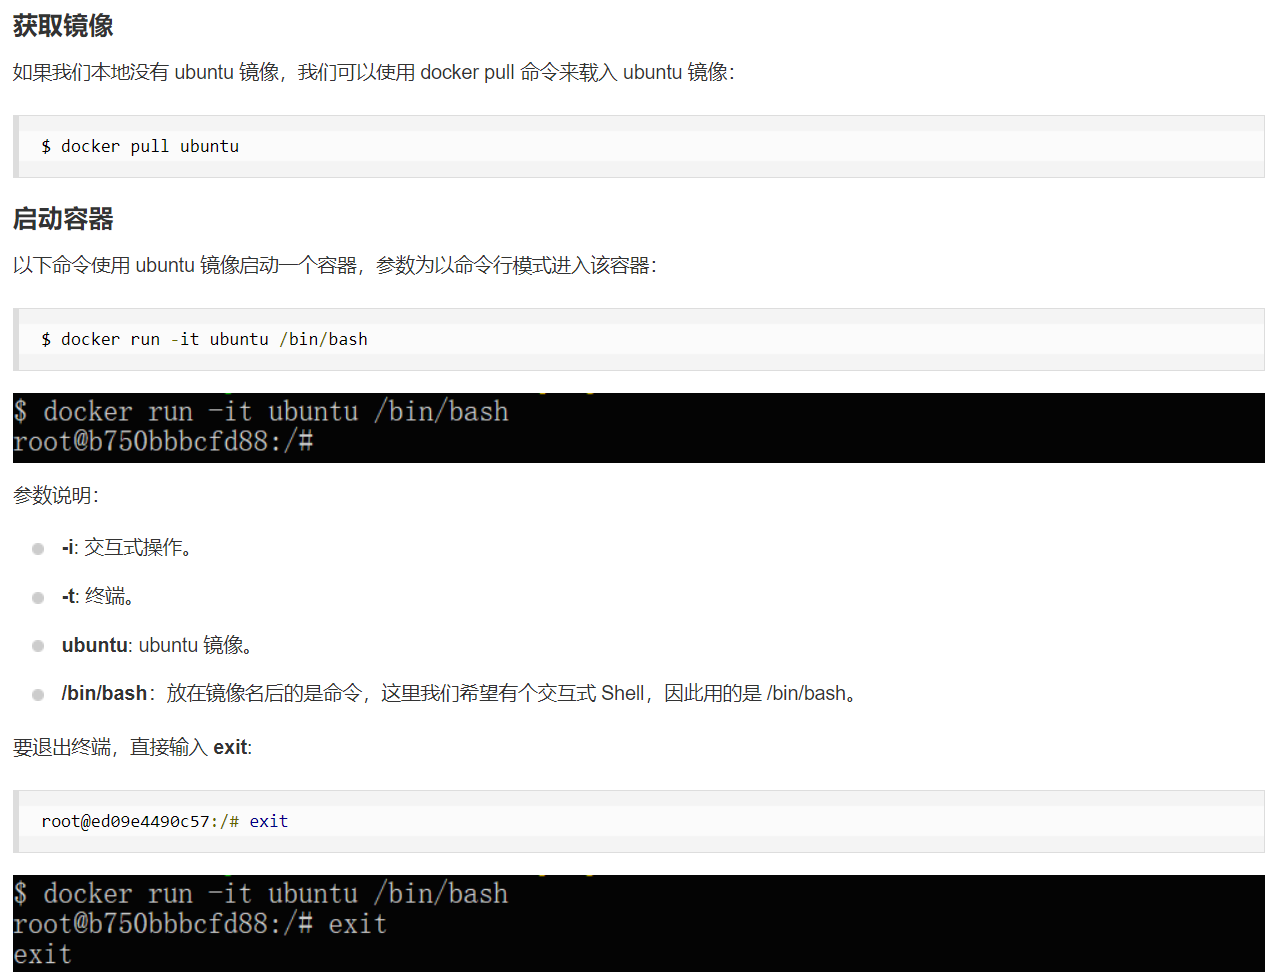 获取镜像
如果我们本地没有 ubuntu 镜像，我们可以使用 docker pull 命令来载入 ubuntu 镜像：
$ docker pull ubuntu
启动容器
以下命令使用 ubuntu 镜像启动一个容器，参数为以命令行模式进入该容器：
$ docker run -it ubuntu /bin/bash
$ docker run -it ubuntu /bin/bash
root@b750bbbcfd88:/#
参数说明：
-i: 交互式操作。
-t: 终端。
ubuntu: ubuntu 镜像。
/bin/bash：放在镜像名后的是命令，这里我们希望有个交互式 Shell，因此用的是 /bin/bash。
要退出终端，直接输入 exit:
root@ed09e4490c57:/# exit
$ docker run -it ubuntu /bin/bash
root@b750bbbcfd88:/# exit
exit